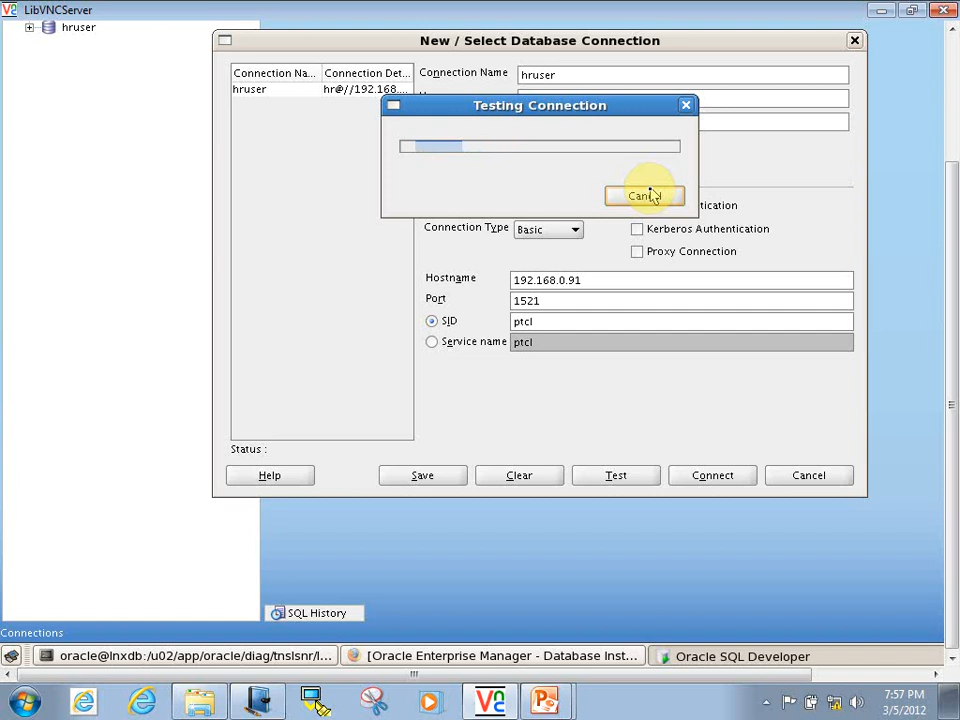 LibVNCServer
hruser
New / Select Database Connection
Connection Na... Connection Det...
hruser hr@//192.168....
Connection Name hruser
Testing Connection
Cancel
Connection Type Basic
Kerberos Authentication
Proxy Connection
Hostname 192.168.0.91
Port 1521
SID ptcl
Service name ptcl
Status :
Help Save Clear Test Connect Cancel
SQL History
Connections
oracle@lnxdb:/u02/app/oracle/diag/tnslsnr/l... [Oracle Enterprise Manager - Database Inst... Oracle SQL Developer
7:57 PM
3/5/2012